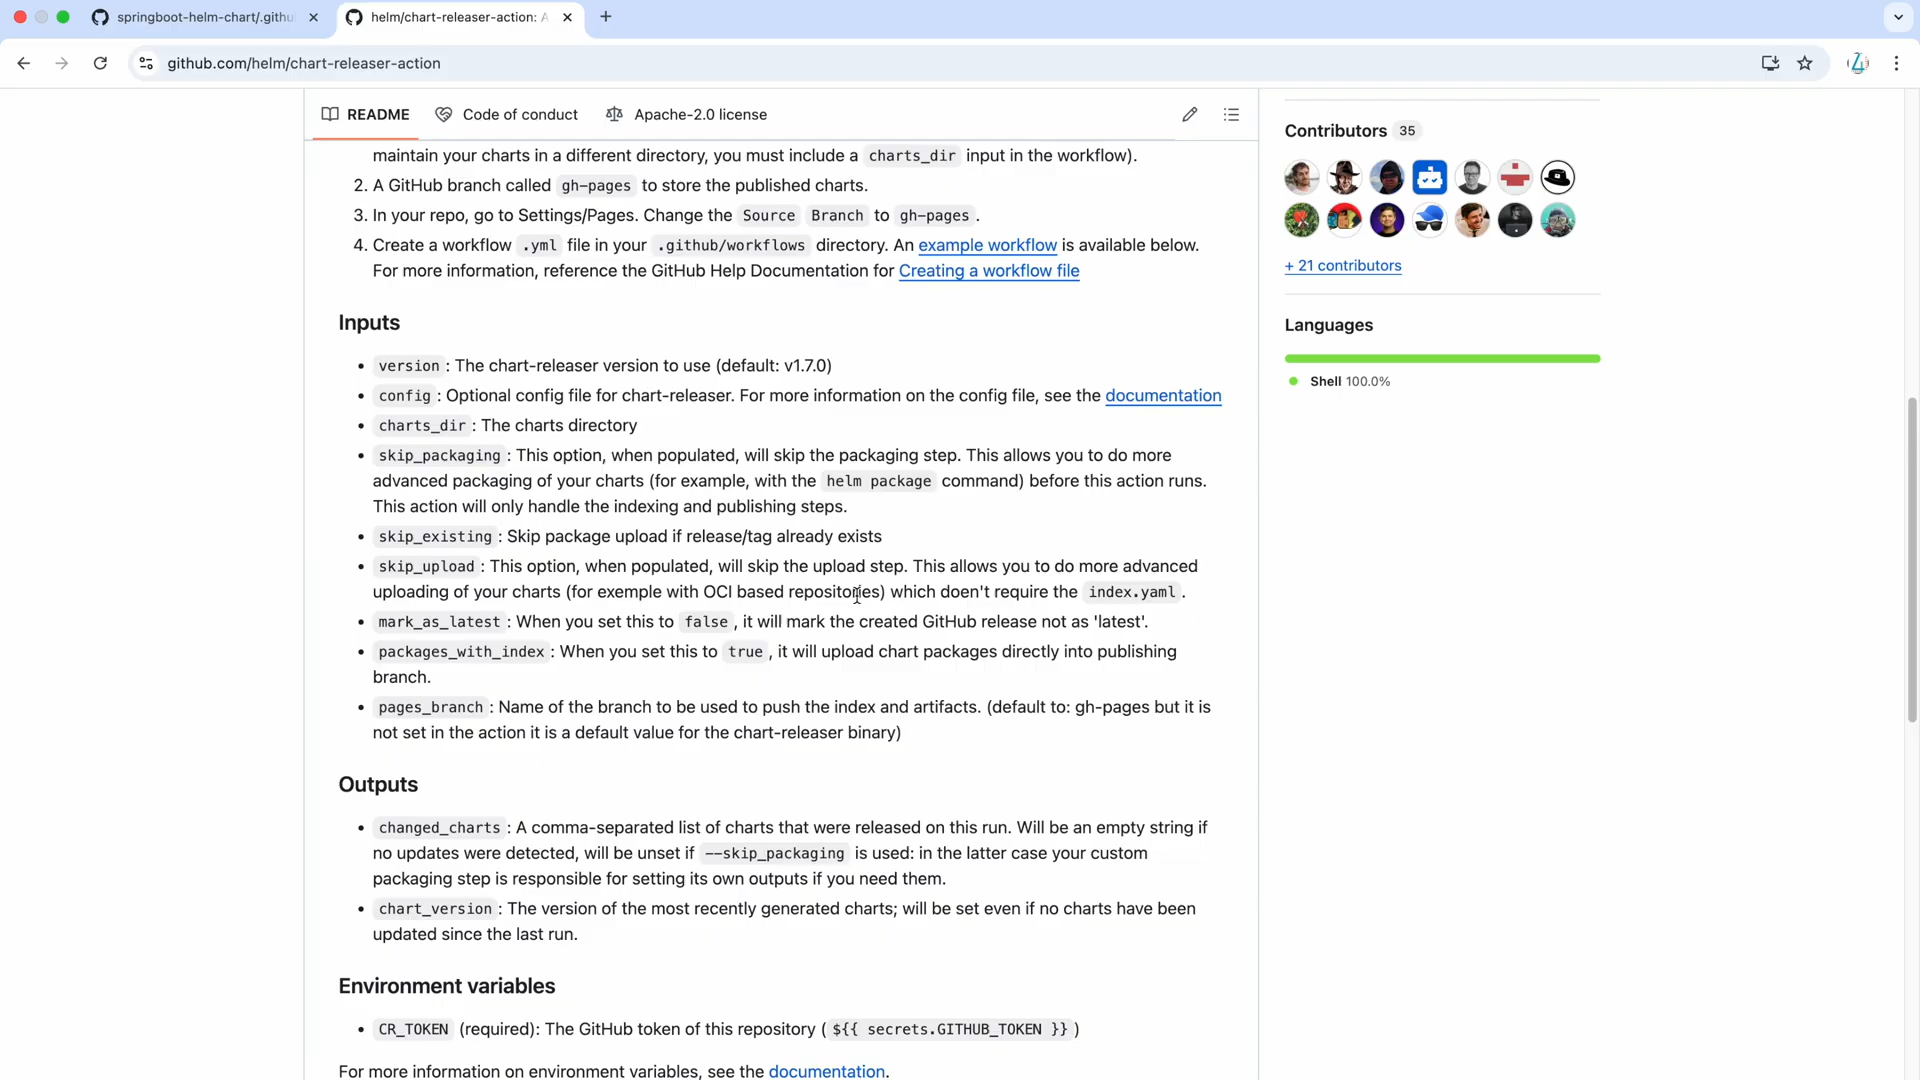 springboot-helm-chart/.githu
helm/chart-releaser-action: A
github.com/helm/chart-releaser-action
README
Code of conduct
Apache-2.0 license
maintain your charts in a different directory, you must include a charts_dir input in the workflow).
2. A GitHub branch called gh-pages to store the published charts.
3. In your repo, go to Settings/Pages. Change the Source Branch to gh-pages .
4. Create a workflow .yml file in your .github/workflows directory. An example workflow is available below.
For more information, reference the GitHub Help Documentation for Creating a workflow file
Inputs
• version : The chart-releaser version to use (default: v1.7.0)
• config : Optional config file for chart-releaser. For more information on the config file, see the documentation
• charts_dir : The charts directory
• skip_packaging : This option, when populated, will skip the packaging step. This allows you to do more
advanced packaging of your charts (for example, with the helm package command) before this action runs.
This action will only handle the indexing and publishing steps.
• skip_existing : Skip package upload if release/tag already exists
• skip_upload : This option, when populated, will skip the upload step. This allows you to do more advanced
uploading of your charts (for exemple with OCI based repositories) which doen't require the index.yaml .
• mark_as_latest : When you set this to false , it will mark the created GitHub release not as 'latest'.
• packages_with_index : When you set this to true , it will upload chart packages directly into publishing
branch.
• pages_branch : Name of the branch to be used to push the index and artifacts. (default to: gh-pages but it is
not set in the action it is a default value for the chart-releaser binary)
Outputs
• changed_charts : A comma-separated list of charts that were released on this run. Will be an empty string if
no updates were detected, will be unset if --skip_packaging is used: in the latter case your custom
packaging step is responsible for setting its own outputs if you need them.
• chart_version : The version of the most recently generated charts; will be set even if no charts have been
updated since the last run.
Environment variables
• CR_TOKEN (required): The GitHub token of this repository ( ${{ secrets.GITHUB_TOKEN }} )
For more information on environment variables, see the documentation.
Contributors 35
+ 21 contributors
Languages
Shell 100.0%